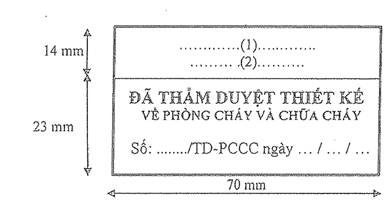 14 mm
.............(1)..............
......... .(2)..........
23 mm
ĐÃ THẨM DUYỆT THIẾT KẾ
VỀ PHÒNG CHÁY VÀ CHỮA CHÁY
Số: ......../TD-PCCC ngày ... / ... / ...
70 mm